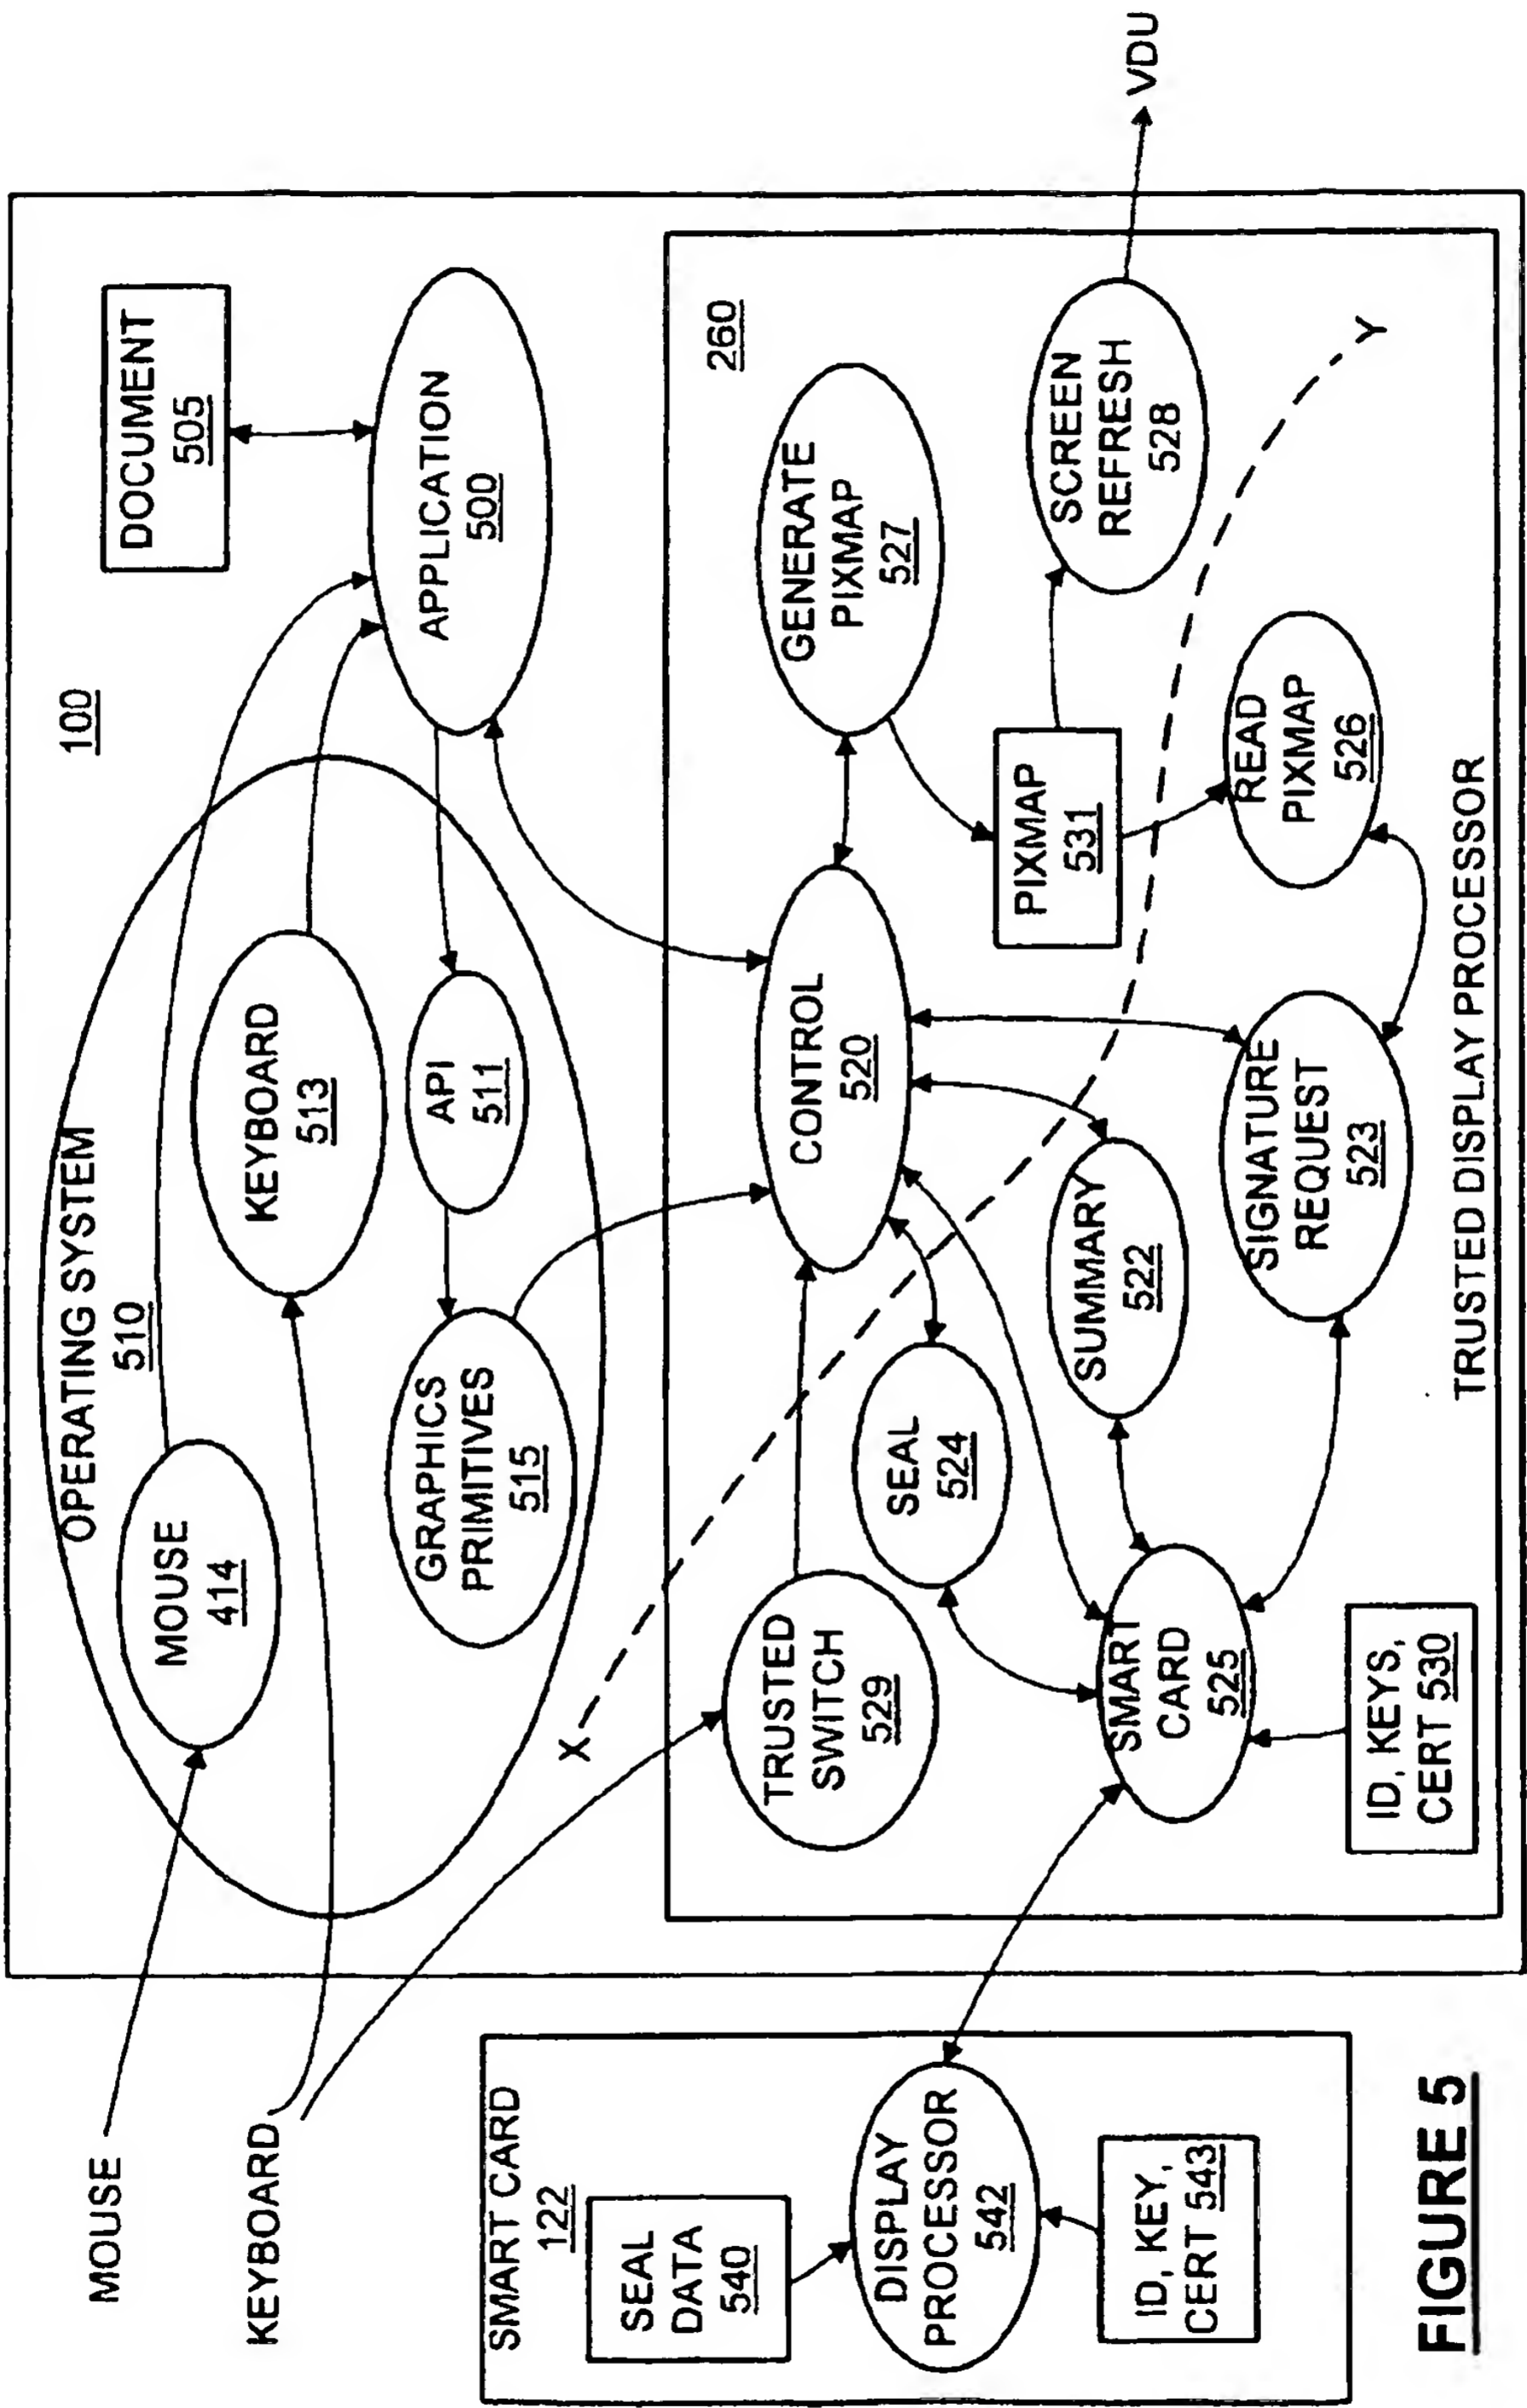 MOUSE
KEYBOARD
100
OPERATING SYSTEM
510
MOUSE
414
KEYBOARD
513
API
511
GRAPHICS
PRIMITIVES
515
DOCUMENT
505
APPLICATION
500
X
260
TRUSTED
SWITCH
529
CONTROL
520
GENERATE
PIXMAP
527
SEAL
524
PIXMAP
531
SCREEN
REFRESH
528
VDU
SUMMARY
522
SMART
CARD
525
SIGNATURE
REQUEST
523
READ
PIXMAP
526
Y
ID, KEYS,
CERT 530
TRUSTED DISPLAY PROCESSOR
SMART CARD
122
SEAL
DATA
540
DISPLAY
PROCESSOR
542
ID, KEY,
CERT 543
FIGURE 5